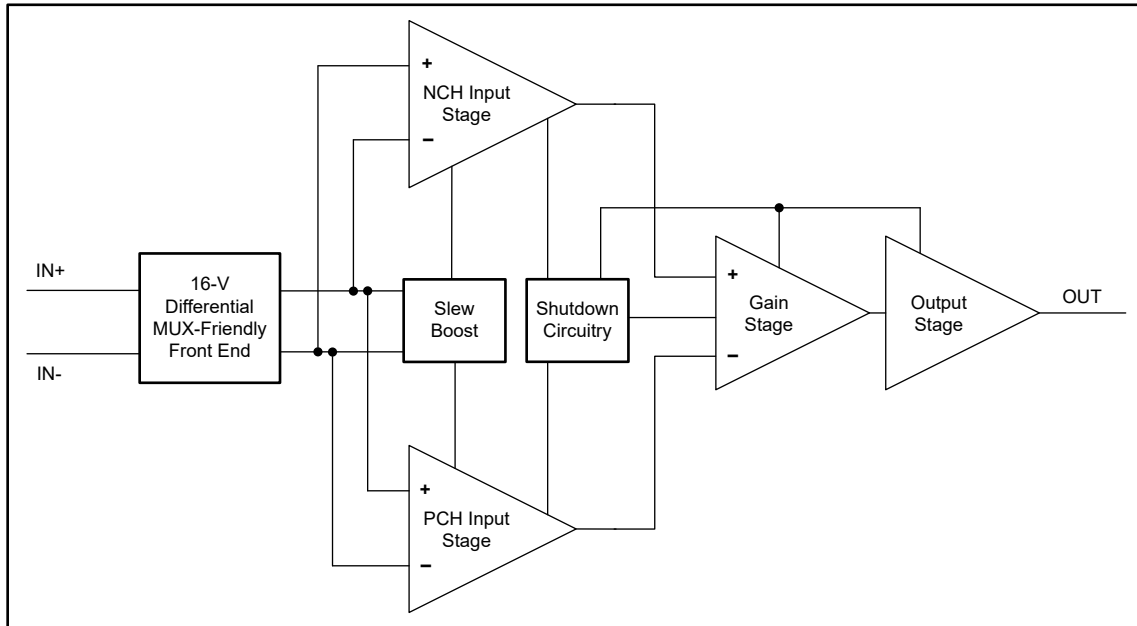 +
NCH Input
Stage
−
IN+
IN-
16-V
Differential
MUX-Friendly
Front End
Slew
Boost
Shutdown
Circuitry
+
Gain
Stage
−
Output
Stage
OUT
+
PCH Input
Stage
−